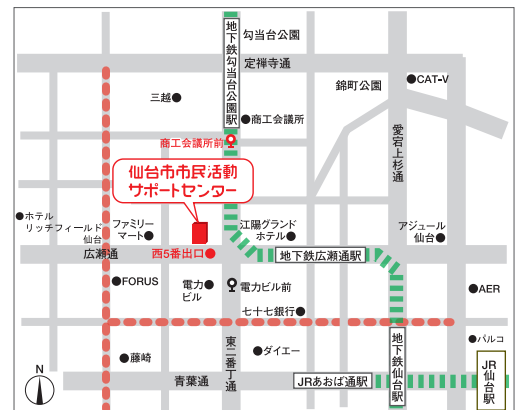 地下鉄勾当台公園駅
勾当台公園
定禅寺通
三越
錦町公園
CAT-V
商工会議所
商工会議所前
愛宕上杉通
仙台市市民活動
サポートセンター
ホテル
リッチフィールド
仙台
ファミリー
マート
江陽グランド
ホテル
アジュール
仙台
広瀬通
西5番出口
地下鉄広瀬通駅
FORUS
電力
ビル
電力ビル前
AER
七十七銀行
東二番丁通
地下鉄仙台駅
パルコ
藤崎
ダイエー
JR仙台駅
N
青葉通
JRあおば通駅